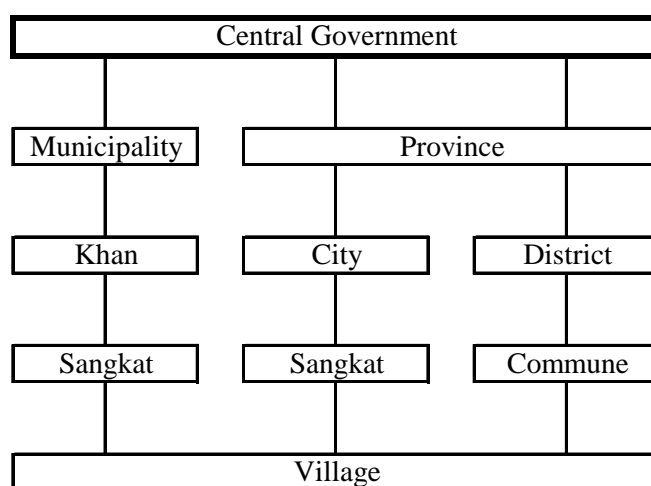 Central Government
Municipality Province
Khan City District
Sangkat Sangkat Commune
Village